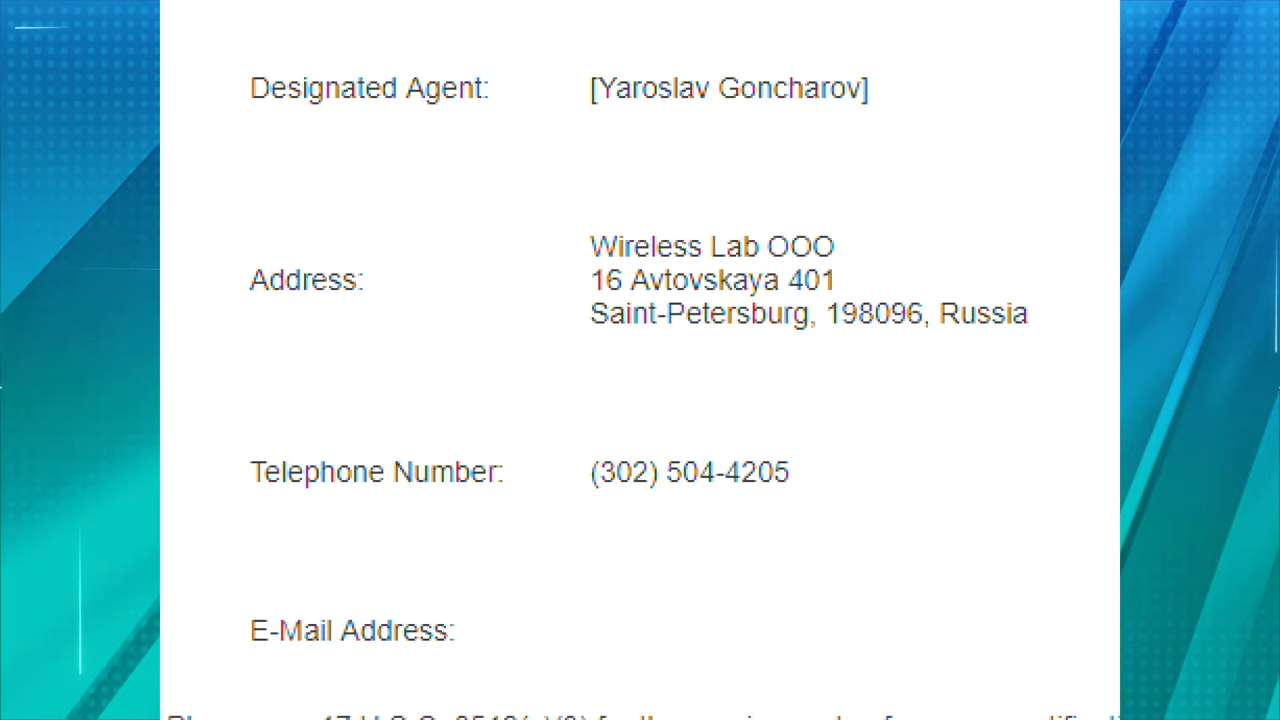 Designated Agent: [Yaroslav Goncharov]
Wireless Lab OOO
Address: 16 Avtovskaya 401
Saint-Petersburg, 198096, Russia
Telephone Number: (302) 504-4205
E-Mail Address: